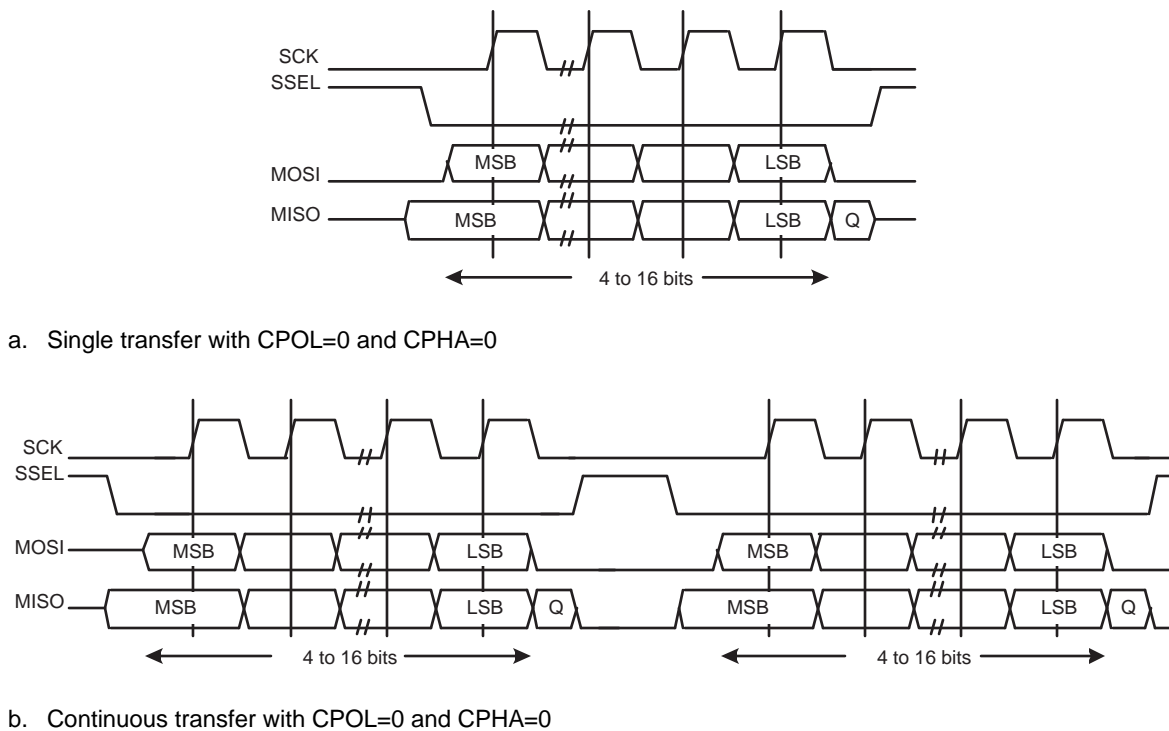 SCK
SSEL
MOSI
MSB
LSB
MISO
MSB
LSB
Q
4 to 16 bits
a. Single transfer with CPOL=0 and CPHA=0
SCK
SSEL
MOSI
MSB
LSB
MSB
LSB
MISO
MSB
LSB
Q
MSB
LSB
Q
4 to 16 bits
4 to 16 bits
b. Continuous transfer with CPOL=0 and CPHA=0